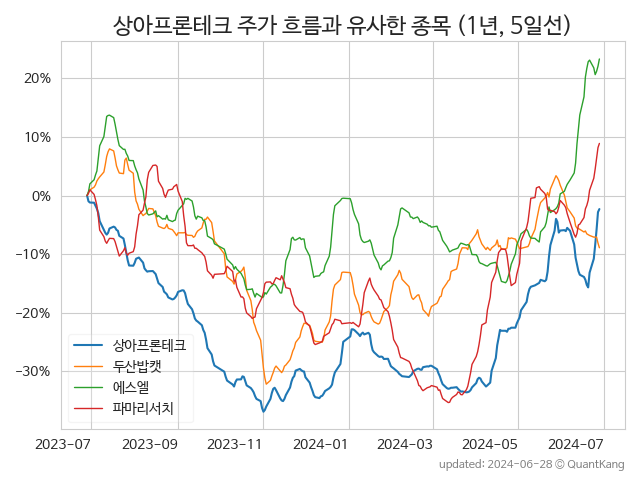 상아프론테크 주가 흐름과 유사한 종목 (1년, 5일선)
20%
10%
0%
−10%
−20%
−30%
상아프론테크
두산밥캣
에스엘
파마리서치
2023-07 2023-09 2023-11 2024-01 2024-03 2024-05 2024-07
updated: 2024-06-28 © QuantKang